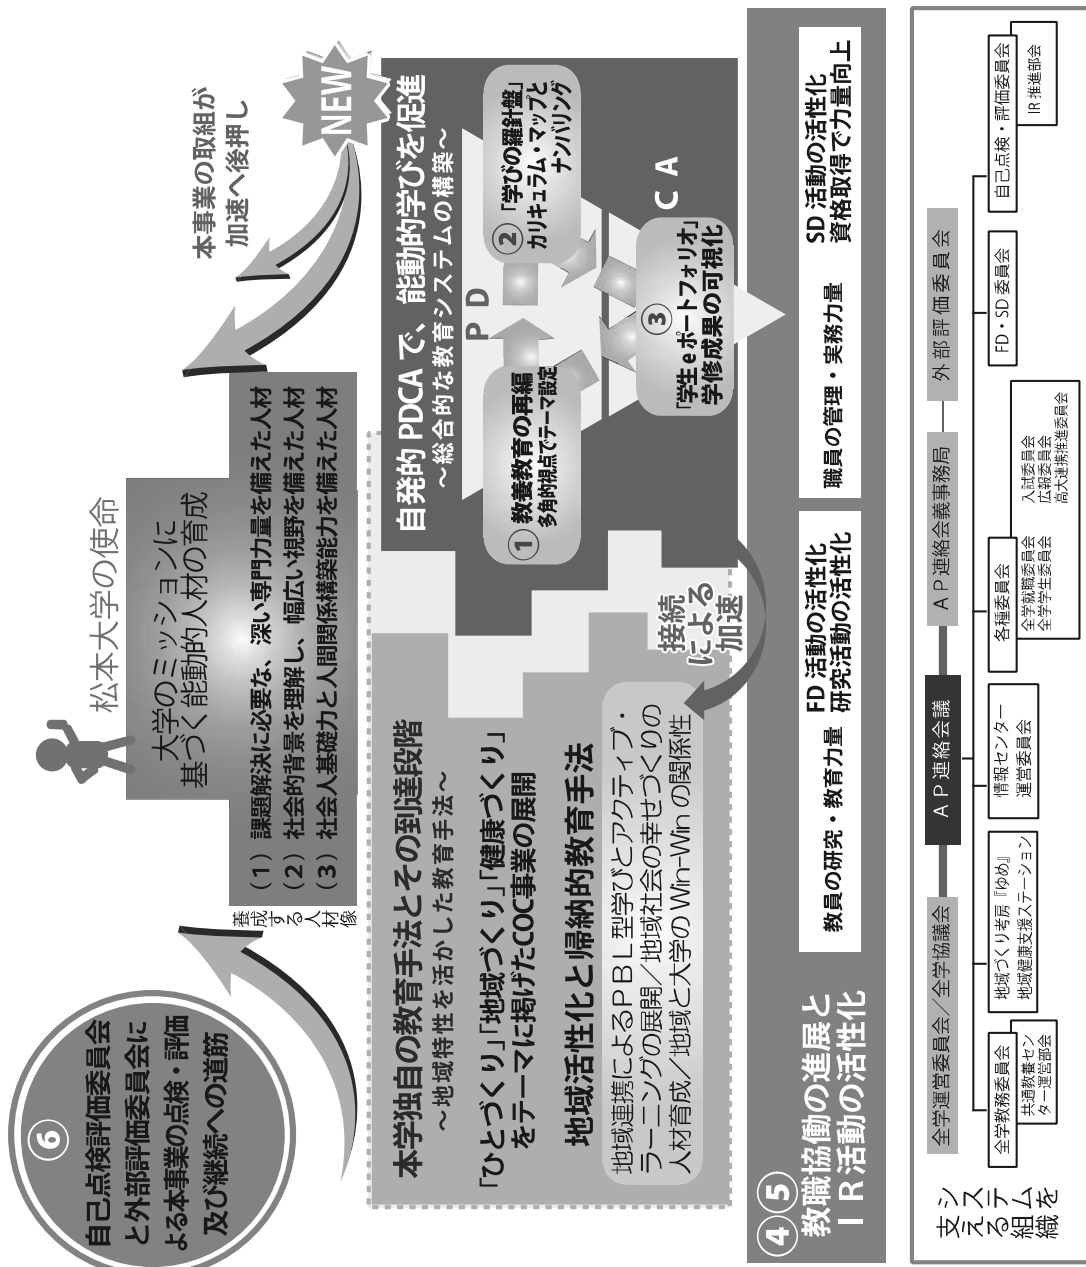 松本大学の使命
大学のミッションに
基づく能動的人材の育成
養成する人材像
（1）課題解決に必要な、深い専門力量を備えた人材
（2）社会的背景を理解し、幅広い視野を備えた人材
（3）社会人基礎力と人間関係構築能力を備えた人材
⑥
自己点検評価委員会
と外部評価委員会に
よる本事業の点検・評価
及び継続への道筋
本事業の取組が
加速へ後押し
NEW
本学独自の教育手法とその到達段階
～地域特性を活かした教育手法～
「ひとづくり」「地域づくり」「健康づくり」
をテーマに掲げたCOC事業の展開
地域活性化と帰納的教育手法
地域連携によるPBL型学びとアクティブ・
ラーニングの展開／地域社会の幸せづくりの
人材育成／地域と大学の Win-Win の関係性
接続
による
加速
自発的 PDCA で、能動的学びを促進
～総合的な教育システムの構築～
P D
① 教養教育の再編
多角的視点でテーマ設定
② 「学びの羅針盤」
カリキュラム・マップと
ナンバリング
③
「学生 e ポートフォリオ」
学修成果の可視化
C A
④⑤
教職協働の進展と
IR活動の活性化
教員の研究・教育力量
FD 活動の活性化
研究活動の活性化
職員の管理・実務力量
SD 活動の活性化
資格取得で力量向上
支えるシステム組織を
全学運営委員会／全学協議会
AP連絡会議
AP連絡会議事務局
外部評価委員会
全学教務委員会
共通教養セン
ター運営部会
地域づくり考房『ゆめ』
地域健康支援ステーション
情報センター
運営委員会
各種委員会
全学就職委員会
全学学生委員会
入試委員会
広報委員会
高大連携推進委員会
FD・SD 委員会
自己点検・評価委員会
IR 推進部会